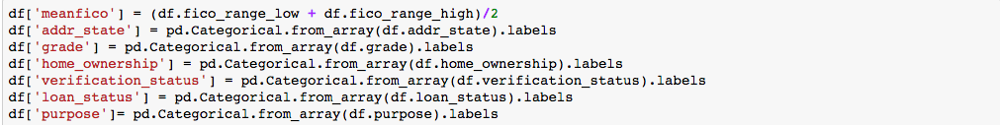 df['meanfico'] = (df.fico_range_low + df.fico_range_high)/2
df['addr_state'] = pd.Categorical.from_array(df.addr_state).labels
df['grade'] = pd.Categorical.from_array(df.grade).labels
df['home_ownership'] = pd.Categorical.from_array(df.home_ownership).labels
df['verification_status'] = pd.Categorical.from_array(df.verification_status).labels
df['loan_status'] = pd.Categorical.from_array(df.loan_status).labels
df['purpose']= pd.Categorical.from_array(df.purpose).labels